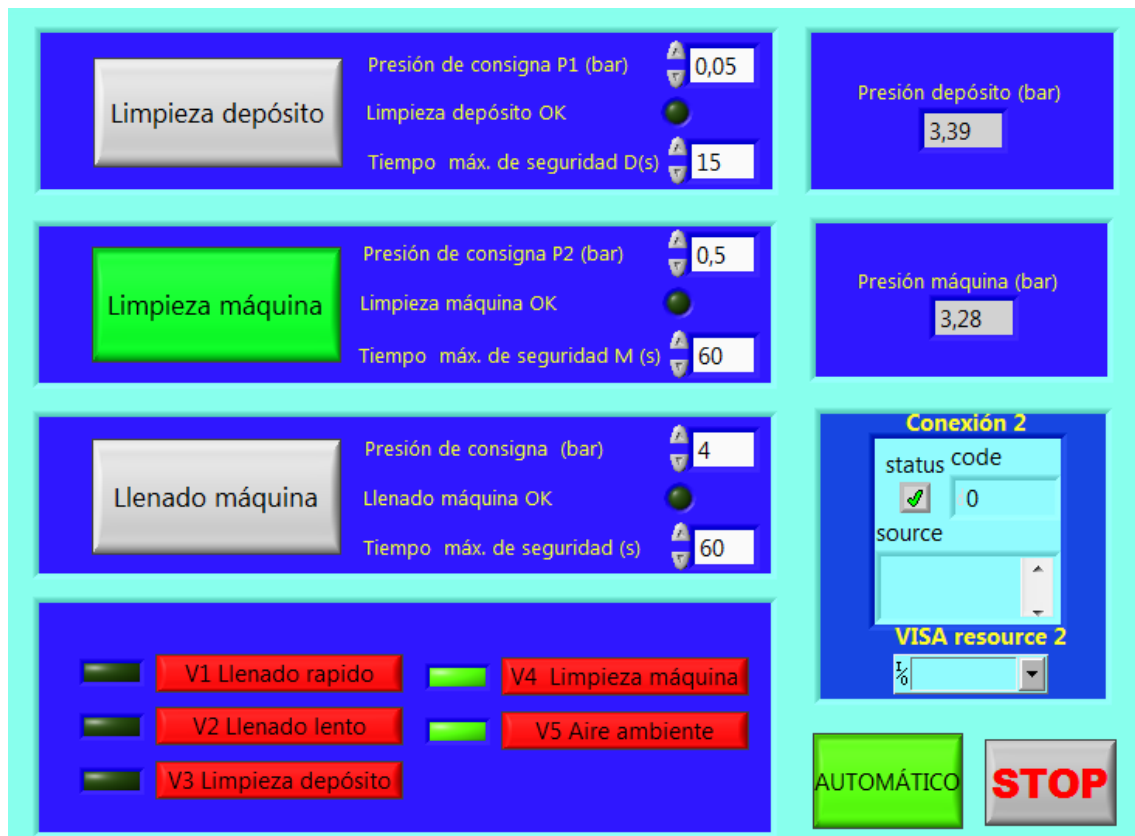 Limpieza depósito
Presión de consigna P1 (bar)
0,05
Limpieza depósito OK
Tiempo máx. de seguridad D(s)
15
Presión depósito (bar)
3,39
Limpieza máquina
Presión de consigna P2 (bar)
0,5
Limpieza máquina OK
Tiempo máx. de seguridad M (s)
60
Presión máquina (bar)
3,28
Llenado máquina
Presión de consigna (bar)
4
Llenado máquina OK
Tiempo máx. de seguridad (s)
60
Conexión 2
status code
0
source
VISA resource 2
I/O
V1 Llenado rapido
V2 Llenado lento
V3 Limpieza depósito
V4 Limpieza máquina
V5 Aire ambiente
AUTOMÁTICO
STOP